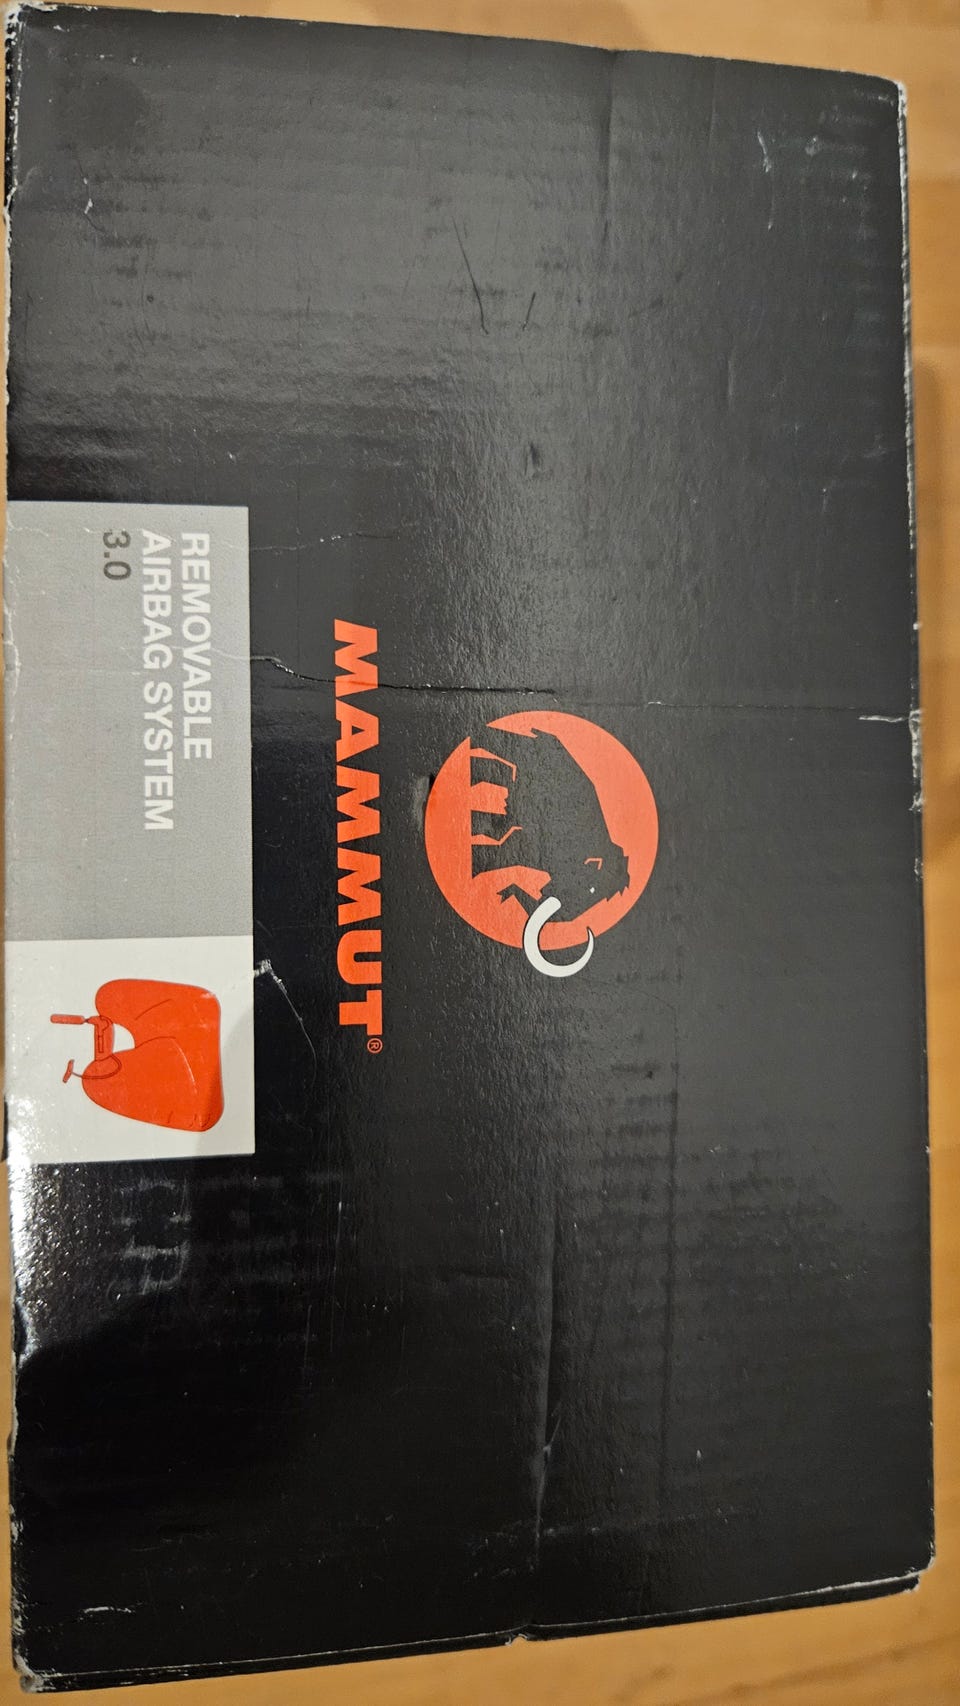 MAMMUT®
REMOVABLE
AIRBAG SYSTEM
3.0